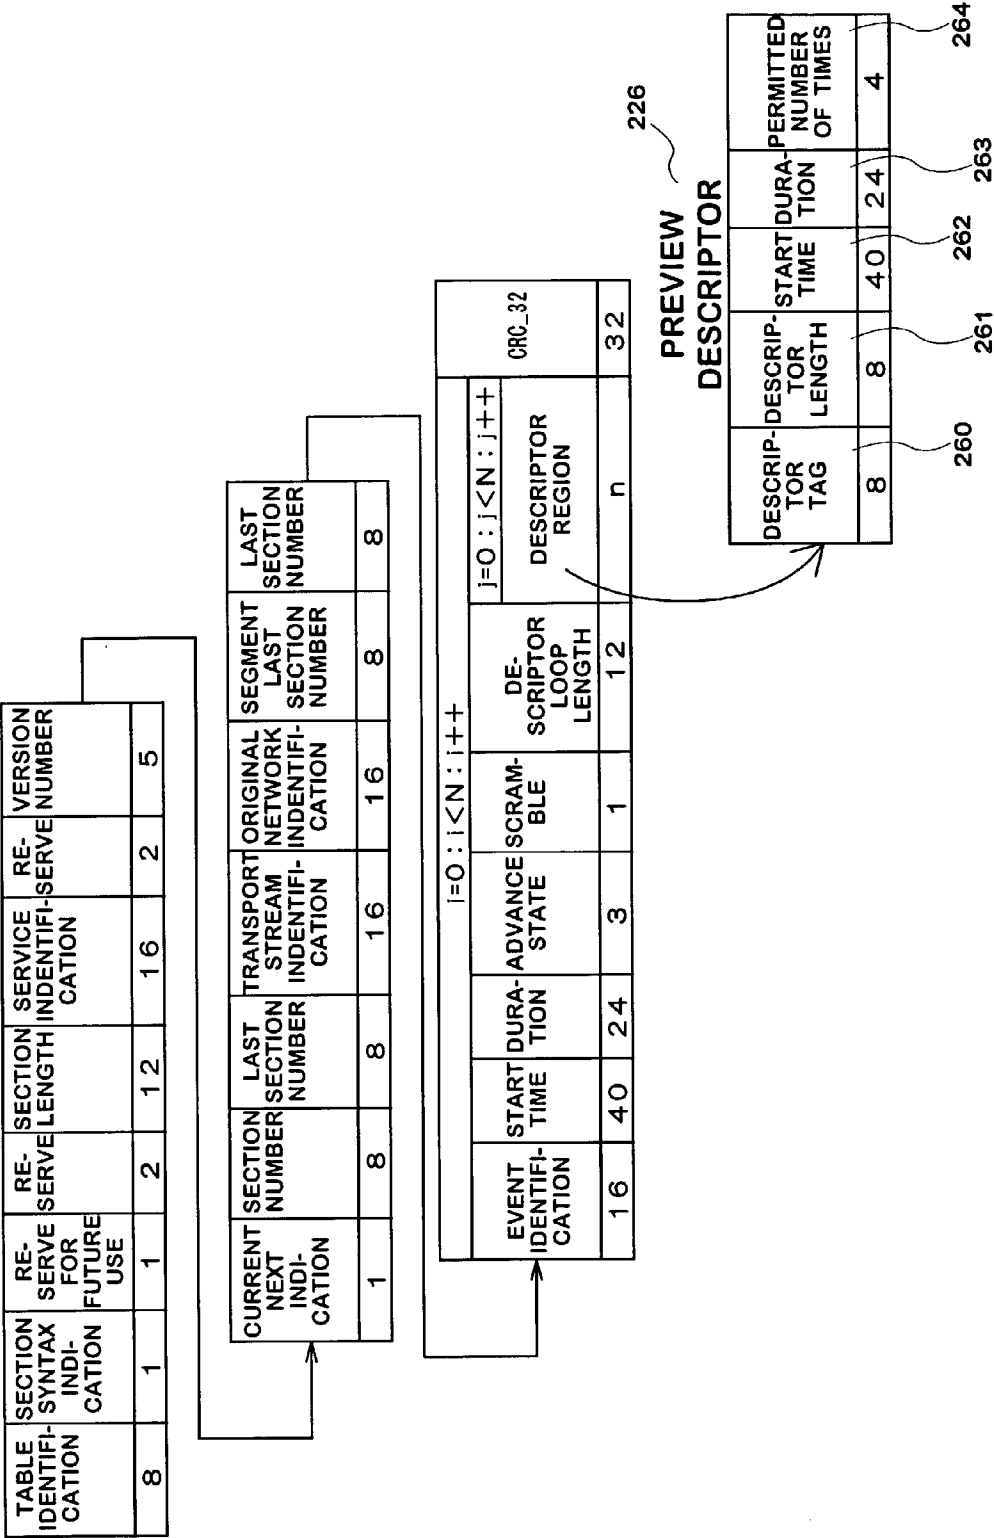 TABLE
IDENTIFI-
CATION
SECTION
SYNTAX
INDI-
CATION
RE-
SERVE
FOR
FUTURE
USE
RE-
SERVE
SECTION
LENGTH
SERVICE
INDENTIFI-
CATION
RE-
SERVE
VERSION
NUMBER
8 1 1 2 12 16 2 5
CURRENT
NEXT
INDI-
CATION
SECTION
NUMBER
LAST
SECTION
NUMBER
TRANSPORT
STREAM
INDENTIFI-
CATION
ORIGINAL
NETWORK
INDENTIFI-
CATION
SEGMENT
LAST
SECTION
NUMBER
LAST
SECTION
NUMBER
1 8 8 16 16 8 8
i=0 : i<N : i++
EVENT
IDENTIFI-
CATION
START
TIME
DURA-
TION
ADVANCE
STATE
SCRAM-
BLE
DE-
SCRIPTOR
LOOP
LENGTH
j=0 : j<N : j++
DESCRIPTOR
REGION
CRC_32
16 40 24 3 1 12 n 32
PREVIEW
DESCRIPTOR
226
DESCRIP-
TOR
TAG
DESCRIP-
TOR
LENGTH
START
TIME
DURA-
TION
PERMITTED
NUMBER
OF TIMES
8 8 40 24 4
260 261 262 263 264